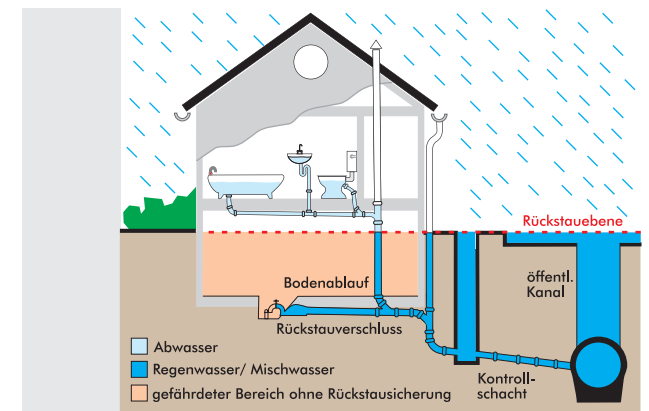 Rückstauebene
Bodenablauf
öffentl.
Kanal
Rückstauverschluss
Abwasser
Regenwasser/ Mischwasser
Kontroll-
schacht
gefährdeter Bereich ohne Rückstausicherung